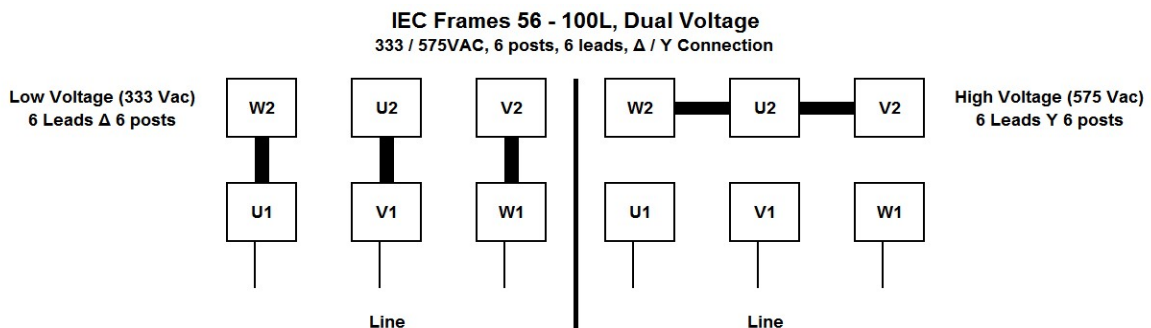 IEC Frames 56 - 100L, Dual Voltage
333 / 575VAC, 6 posts, 6 leads, Δ / Y Connection
Low Voltage (333 Vac)
6 Leads Δ 6 posts
W2
U2
V2
U1
V1
W1
Line
W2
U2
V2
U1
V1
W1
Line
High Voltage (575 Vac)
6 Leads Y 6 posts